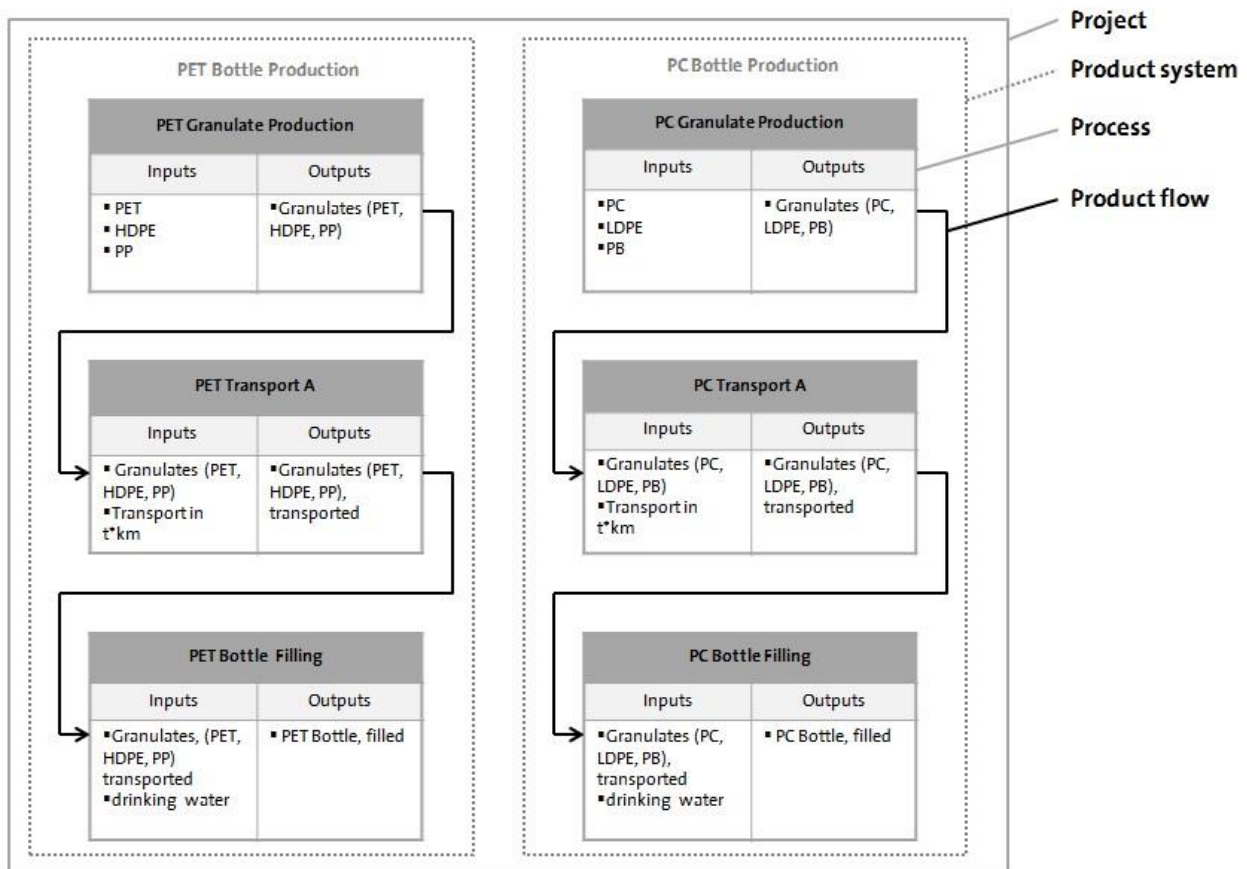 Project
Product system
Process
Product flow
PET Bottle Production
PET Granulate Production
Inputs
Outputs
▪ PET
▪ HDPE
▪ PP
▪Granulates (PET,
HDPE, PP)
PET Transport A
Inputs
Outputs
▪ Granulates (PET,
HDPE, PP)
▪Transport in
t*km
▪Granulates (PET,
HDPE, PP),
transported
PET Bottle Filling
Inputs
Outputs
▪Granulates, (PET,
HDPE, PP)
transported
▪drinking water
▪ PET Bottle, filled
PC Bottle Production
PC Granulate Production
Inputs
Outputs
▪PC
▪LDPE
▪PB
▪ Granulates (PC,
LDPE, PB)
PC Transport A
Inputs
Outputs
▪Granulates (PC,
LDPE, PB)
▪Transport in
t*km
▪Granulates (PC,
LDPE, PB),
transported
PC Bottle Filling
Inputs
Outputs
▪Granulates (PC,
LDPE, PB),
transported
▪drinking water
▪ PC Bottle, filled